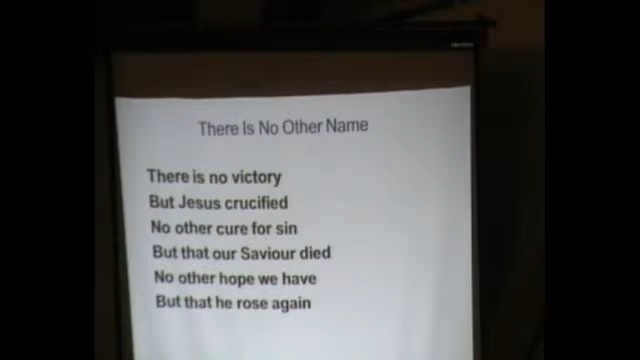 There Is No Other Name
There is no victory
But Jesus crucified
No other cure for sin
But that our Saviour died
No other hope we have
But that he rose again